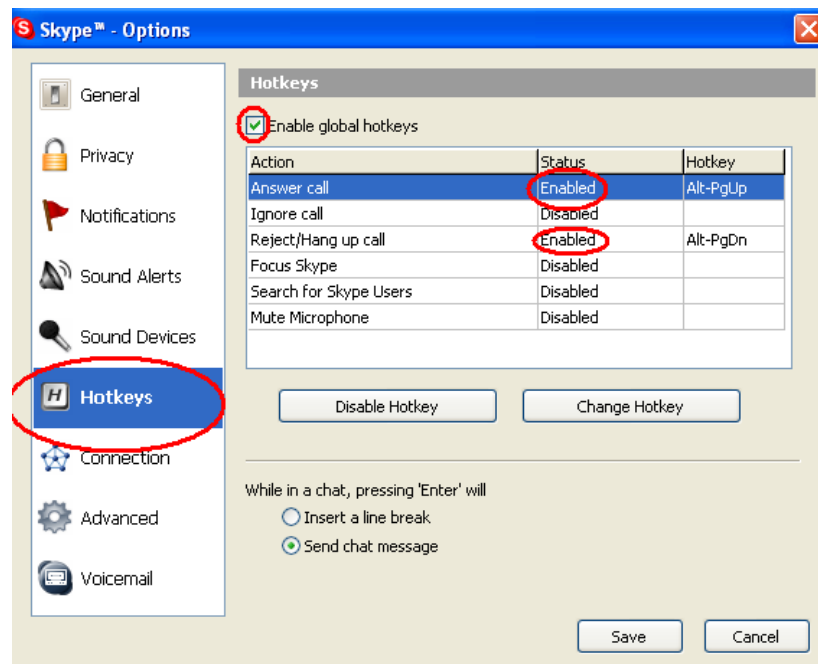 Skype™ - Options
General
Privacy
Notifications
Sound Alerts
Sound Devices
H Hotkeys
Connection
Advanced
Voicemail
Hotkeys
Enable global hotkeys
Action Status Hotkey
Answer call Enabled Alt-PgUp
Ignore call Disabled
Reject/Hang up call Enabled Alt-PgDn
Focus Skype Disabled
Search for Skype Users Disabled
Mute Microphone Disabled
Disable Hotkey Change Hotkey
While in a chat, pressing 'Enter' will
Insert a line break
Send chat message
Save Cancel